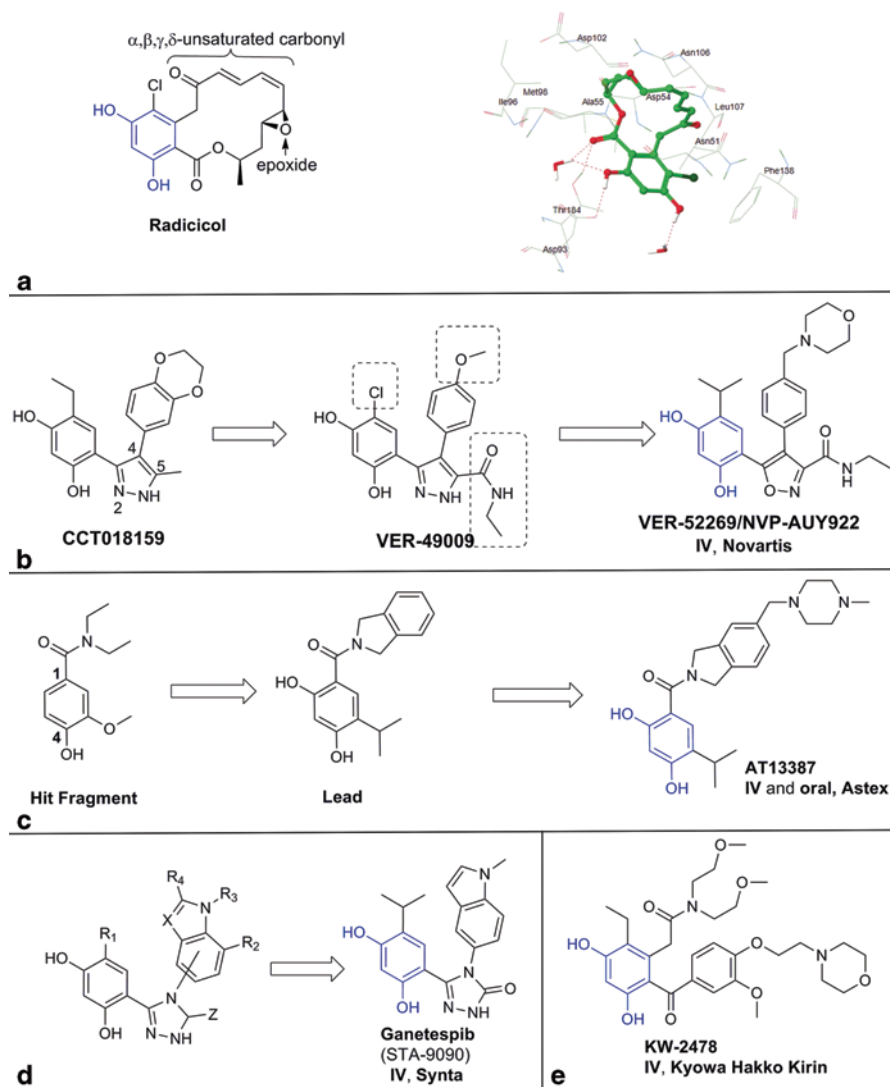 α,β,γ,δ-unsaturated carbonyl
O
Cl
HO
O
epoxide
OH
O
O
Radicicol
Asp102
Asn106
Met98
Ile96
Ala55
Asp54
Leu107
Asn51
Phe138
Thr184
Asp93
a
O
O
HO
4
5
OH
N
2
NH
CCT018159
O
Cl
HO
O
OH
N
NH
NH
VER-49009
O
N
HO
O
N
H
OH
O
N
VER-52269/NVP-AUY922
IV, Novartis
b
O
N
1
O
4
OH
Hit Fragment
O
N
HO
OH
Lead
N
N
O
N
HO
OH
AT13387
IV and oral, Astex
c
R4
N
R3
X
R1
R2
HO
N
Z
OH
N
NH
N
HO
N
O
OH
N
NH
Ganetespib
(STA-9090)
IV, Synta
d
O
O
O
N
HO
O
N
O
OH
O
O
KW-2478
IV, Kyowa Hakko Kirin
e